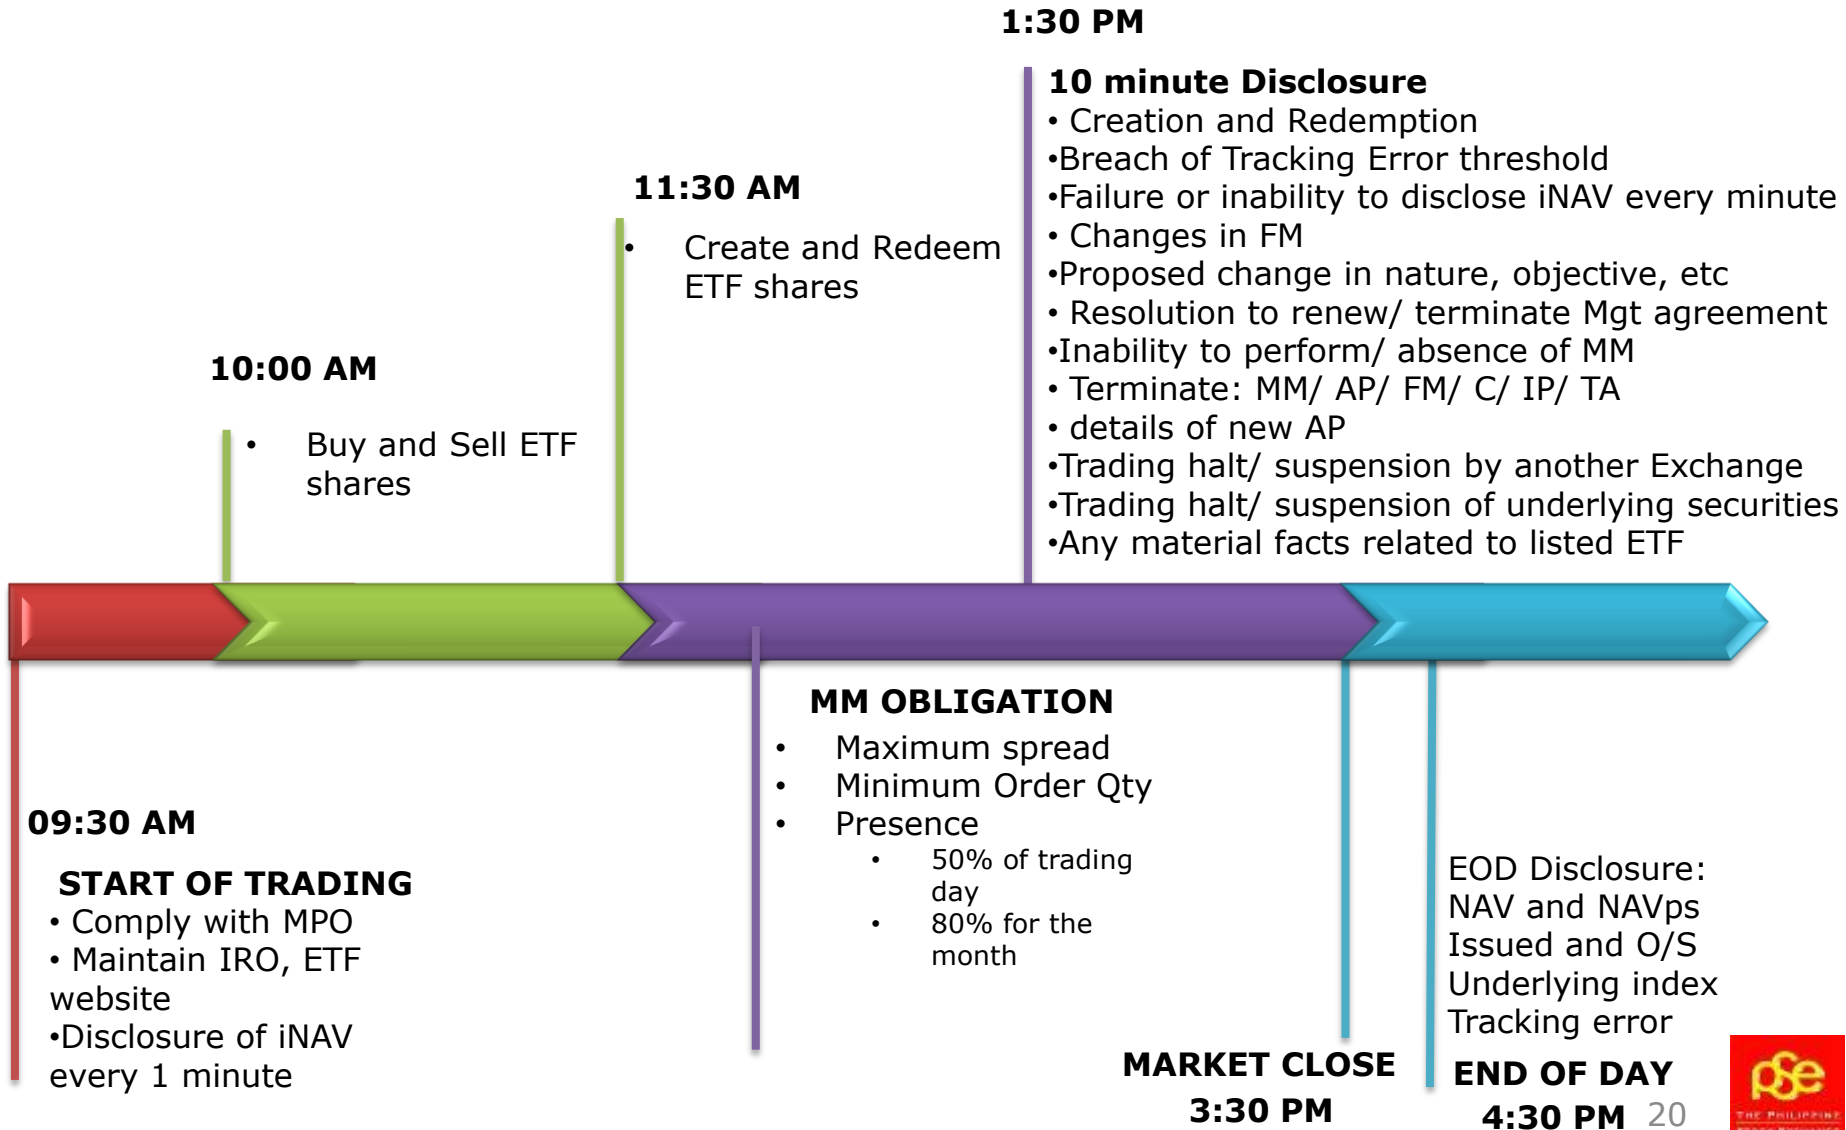 1:30 PM
10 minute Disclosure
• Creation and Redemption
•Breach of Tracking Error threshold
•Failure or inability to disclose iNAV every minute
• Changes in FM
•Proposed change in nature, objective, etc
• Resolution to renew/ terminate Mgt agreement
•Inability to perform/ absence of MM
• Terminate: MM/ AP/ FM/ C/ IP/ TA
• details of new AP
•Trading halt/ suspension by another Exchange
•Trading halt/ suspension of underlying securities
•Any material facts related to listed ETF
11:30 AM
• Create and Redeem
ETF shares
10:00 AM
• Buy and Sell ETF
shares
09:30 AM
START OF TRADING
• Comply with MPO
• Maintain IRO, ETF
website
•Disclosure of iNAV
every 1 minute
MM OBLIGATION
• Maximum spread
• Minimum Order Qty
• Presence
• 50% of trading
day
• 80% for the
month
MARKET CLOSE
3:30 PM
EOD Disclosure:
NAV and NAVps
Issued and O/S
Underlying index
Tracking error
END OF DAY
4:30 PM
20
pse
THE PHILIPPINE